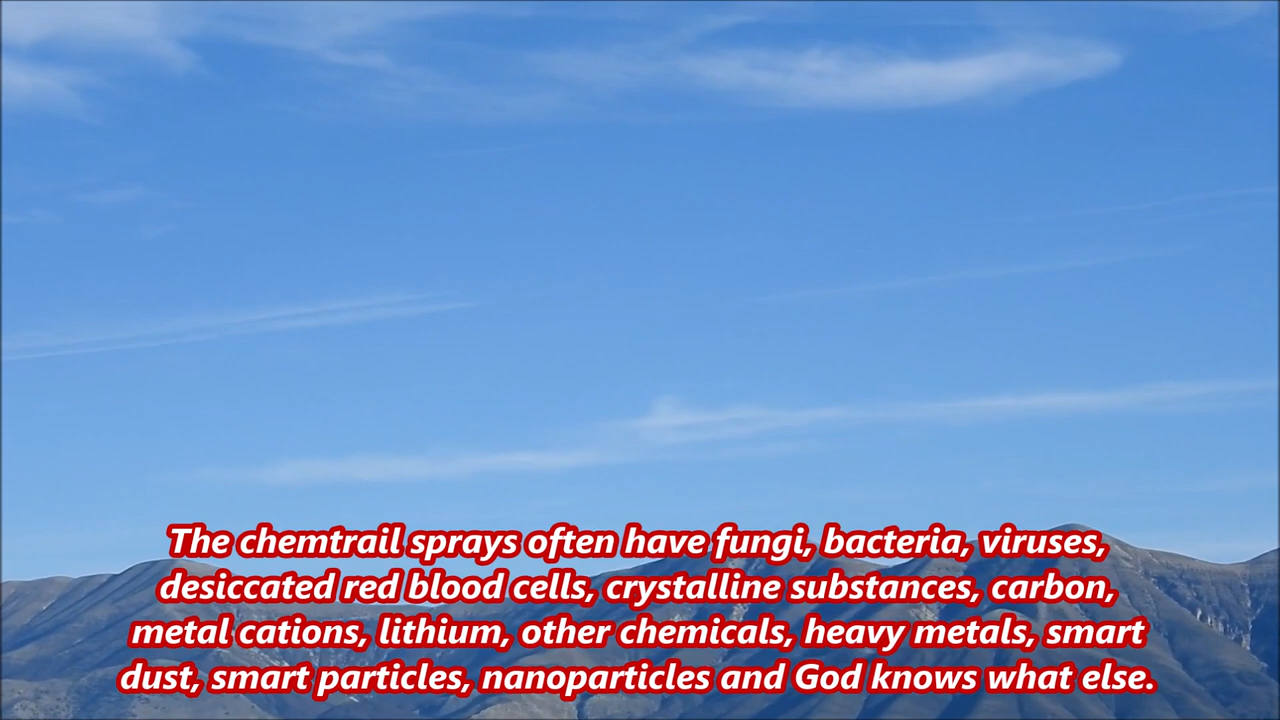 The chemtrail sprays often have fungi, bacteria, viruses,
desiccated red blood cells, crystalline substances, carbon,
metal cations, lithium, other chemicals, heavy metals, smart
dust, smart particles, nanoparticles and God knows what else.